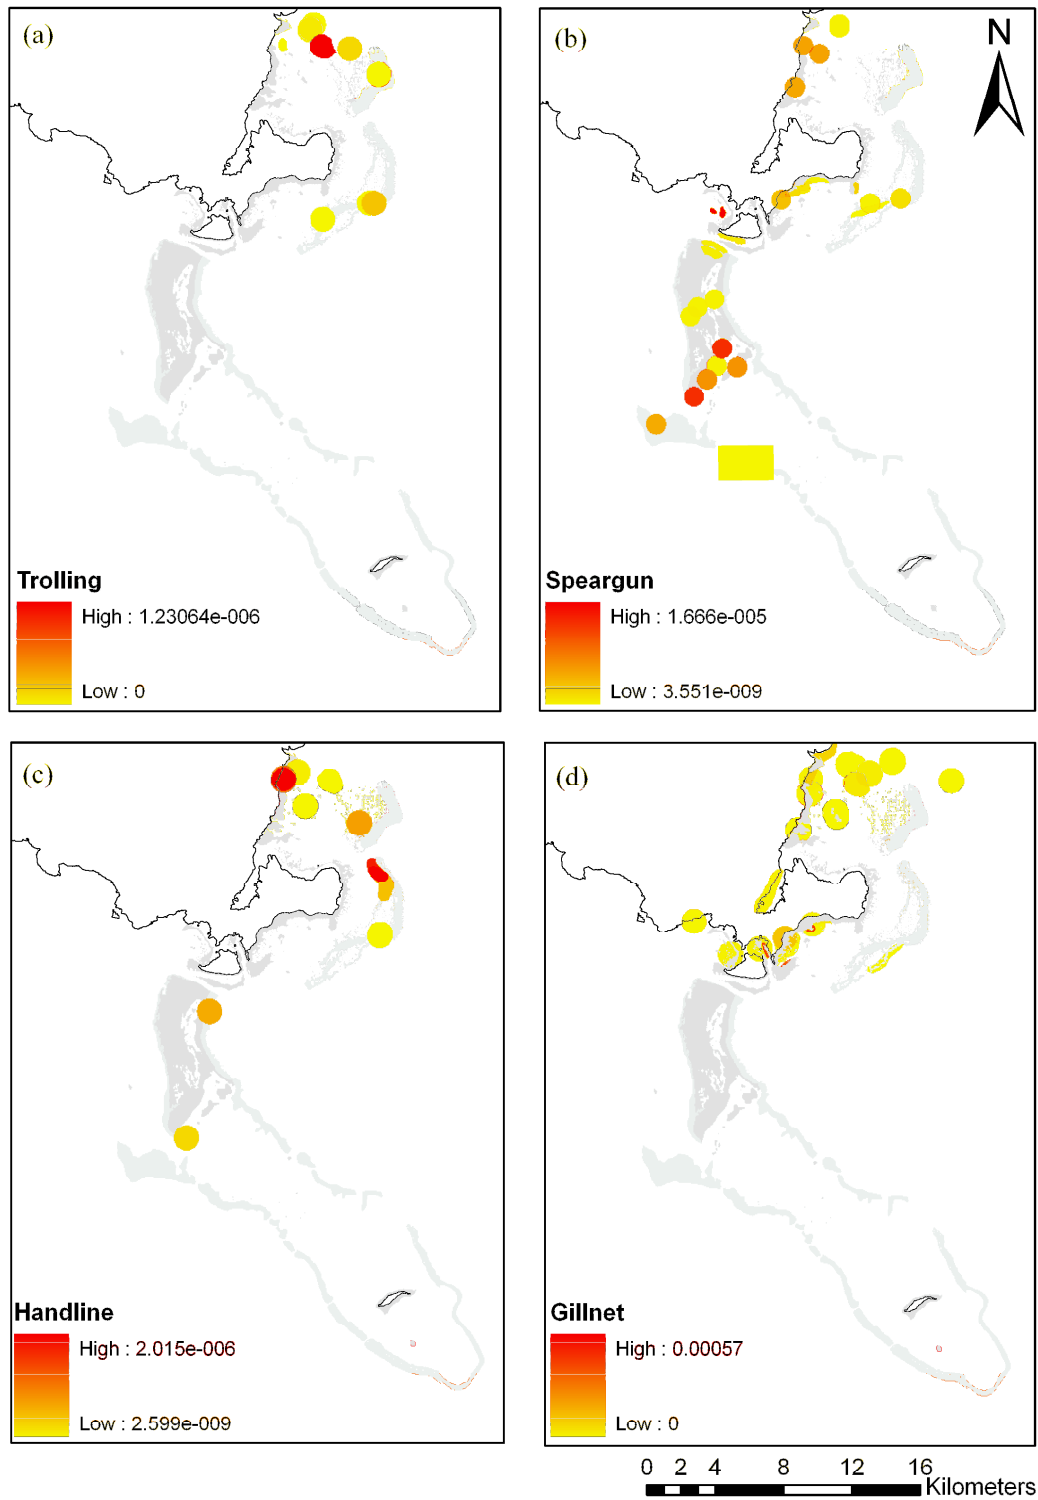 (a)
Trolling
High : 1.23064e-006
Low : 0
(b)
N
Speargun
High : 1.666e-005
Low : 3.551e-009
(c)
Handline
High : 2.015e-006
Low : 2.599e-009
(d)
Gillnet
High : 0.00057
Low : 0
0 2 4 8 12 16
Kilometers